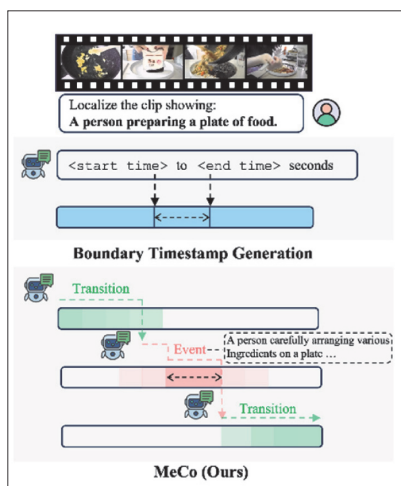 Localize the clip showing:
A person preparing a plate of food.
<start time> to <end time> seconds
Boundary Timestamp Generation
Transition
Event
A person carefully arranging various
Ingredients on a plate ...
Transition
MeCo (Ours)